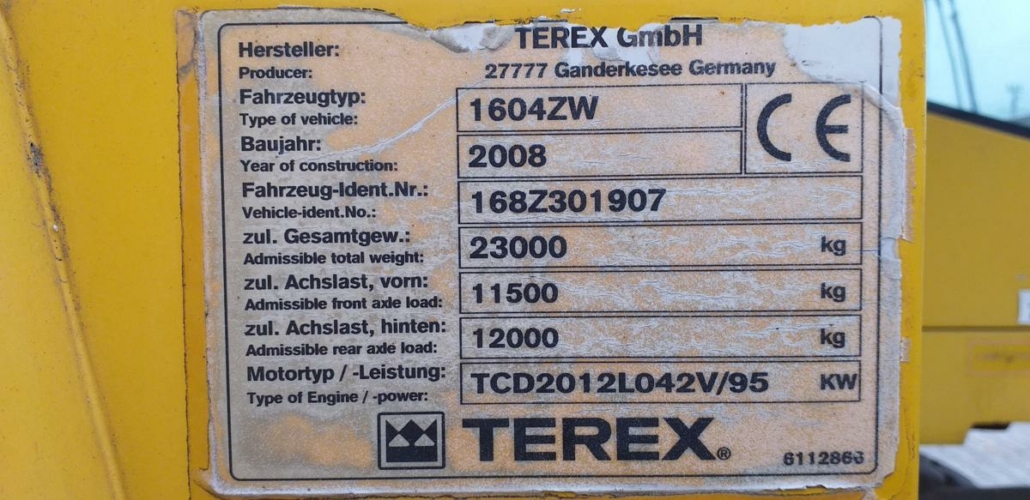 Hersteller: TEREX GmbH
Producer: 27777 Ganderkesee Germany
Fahrzeugtyp: 1604ZW CE
Type of vehicle:
Baujahr: 2008
Year of construction:
Fahrzeug-Ident.Nr.: 168Z301907
Vehicle-ident.No.:
zul. Gesamtgew.: 23000 kg
Admissible total weight:
zul. Achslast, vorn: 11500 kg
Admissible front axle load:
zul. Achslast, hinten: 12000 kg
Admissible rear axle load:
Motortyp / -Leistung: TCD2012L042V/95 KW
Type of Engine / -power:
TEREX®
6112866